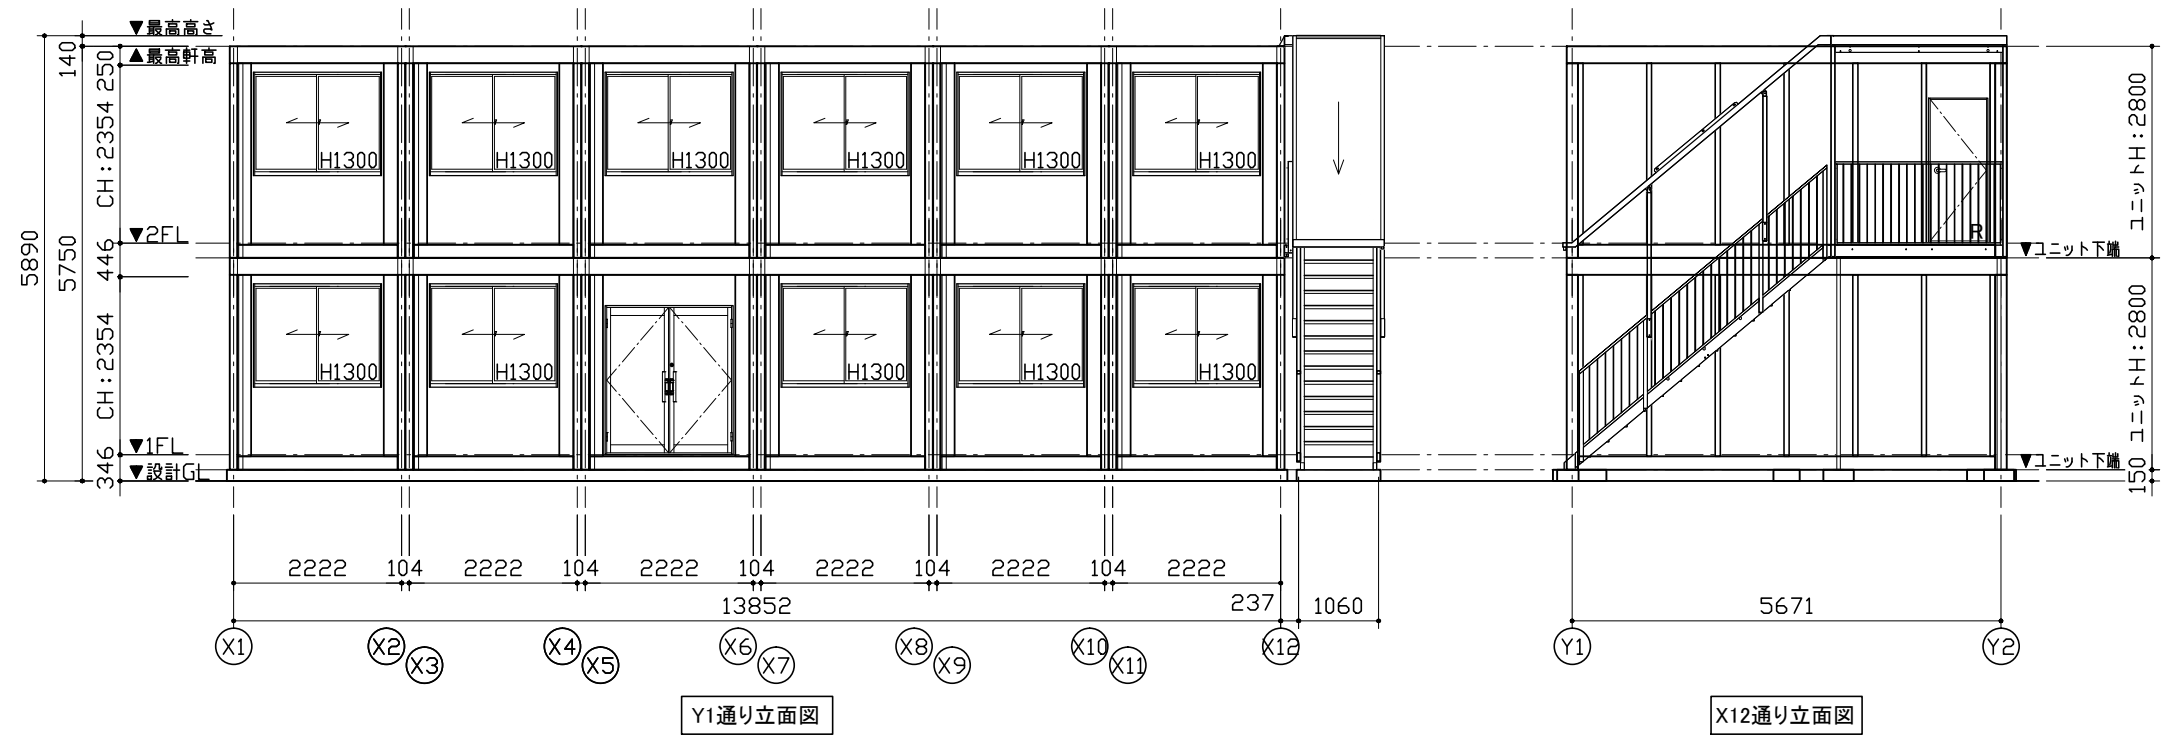 ▼最高高さ
▲最高軒高
▼2FL
▼1FL
▼設計GL
5890
140
5750
250
CH:2354
446
CH:2354
346
H1300
H1300
H1300
H1300
H1300
H1300
H1300
H1300
H1300
H1300
H1300
R
▼ユニット下端
▼ユニット下端
ユニットH:2800
ユニットH:2800
150
2222
104
2222
104
2222
104
2222
104
2222
104
2222
13852
237
1060
5671
X1
X2
X3
X4
X5
X6
X7
X8
X9
X10
X11
X12
Y1
Y2
Y1通り立面図
X12通り立面図